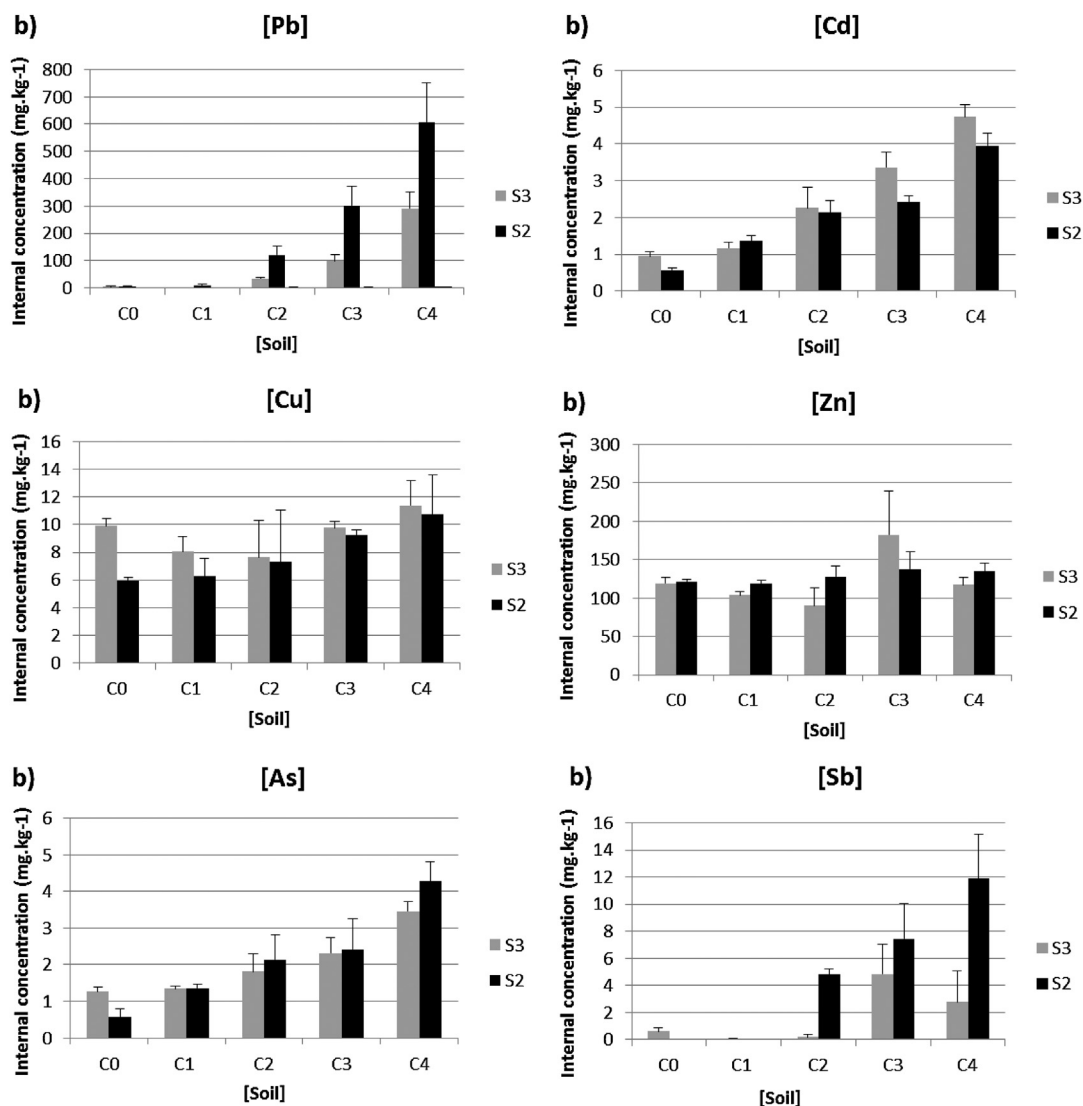 b)
[Pb]
Internal concentration (mg.kg-1)
800
700
600
500
400
300
200
100
0
C0 C1 C2 C3 C4
[Soil]
S3
S2
b)
[Cd]
Internal concentration (mg.kg-1)
6
5
4
3
2
1
0
C0 C1 C2 C3 C4
[Soil]
S3
S2
b)
[Cu]
Internal concentration (mg.kg-1)
16
14
12
10
8
6
4
2
0
C0 C1 C2 C3 C4
[Soil]
S3
S2
b)
[Zn]
Internal concentration (mg.kg-1)
300
250
200
150
100
50
0
C0 C1 C2 C3 C4
[Soil]
S3
S2
b)
[As]
Internal concentration (mg.kg-1)
6
5
4
3
2
1
0
C0 C1 C2 C3 C4
[Soil]
S3
S2
b)
[Sb]
Internal concentration (mg.kg-1)
16
14
12
10
8
6
4
2
0
C0 C1 C2 C3 C4
[Soil]
S3
S2